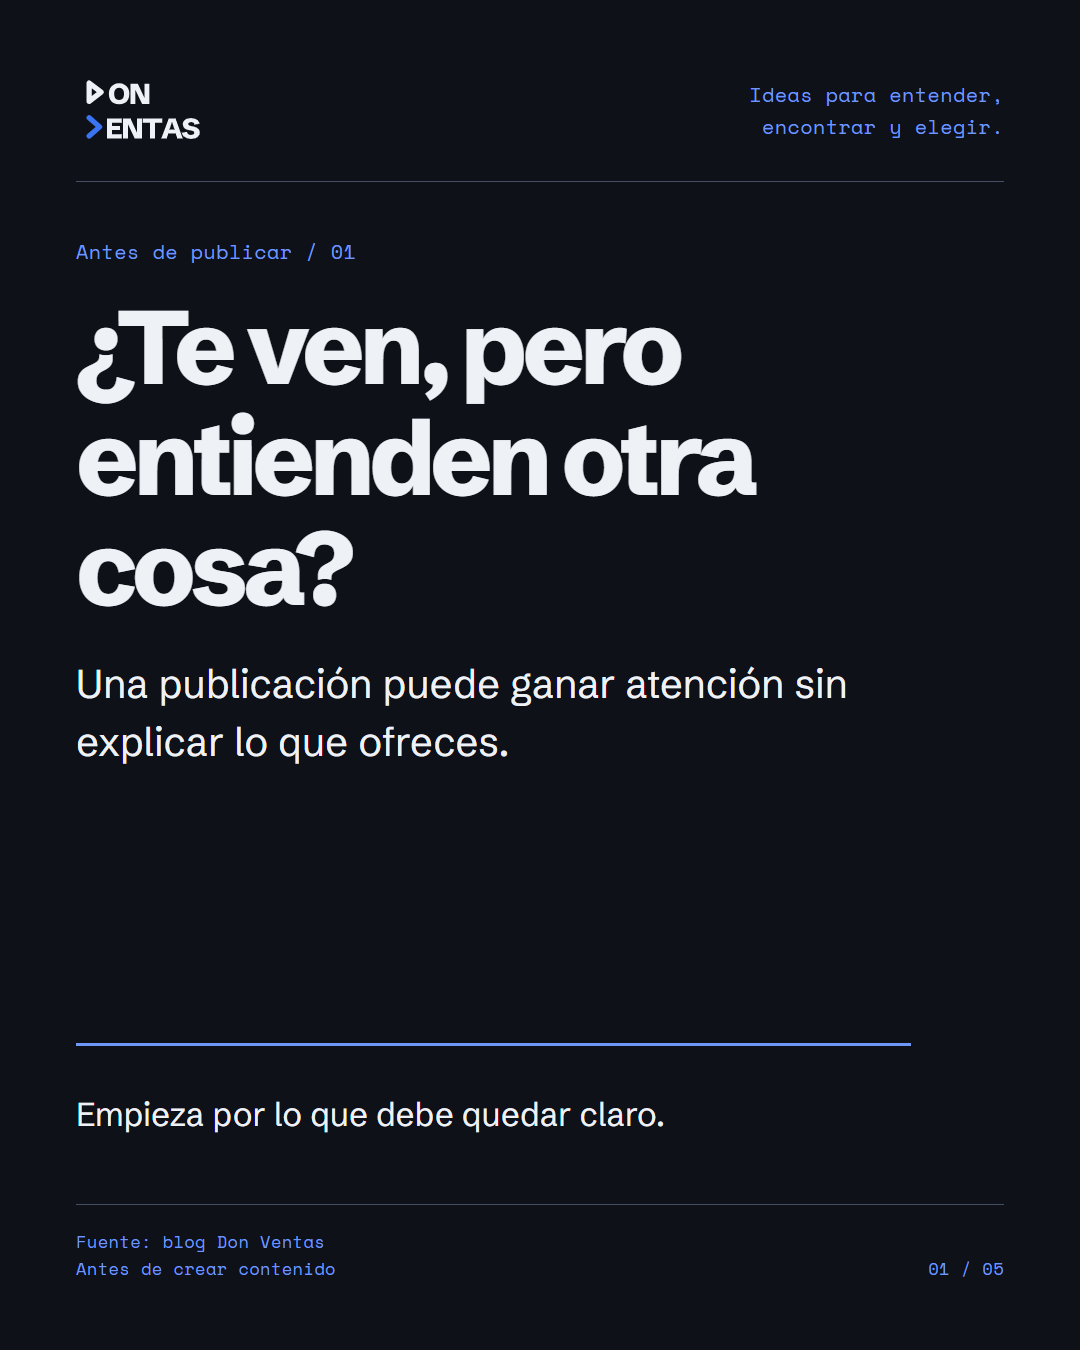 DON
VENTAS
Ideas para entender,
encontrar y elegir.
Antes de publicar / 01
¿Te ven, pero
entienden otra
cosa?
Una publicación puede ganar atención sin
explicar lo que ofreces.
Empieza por lo que debe quedar claro.
Fuente: blog Don Ventas
Antes de crear contenido
01 / 05